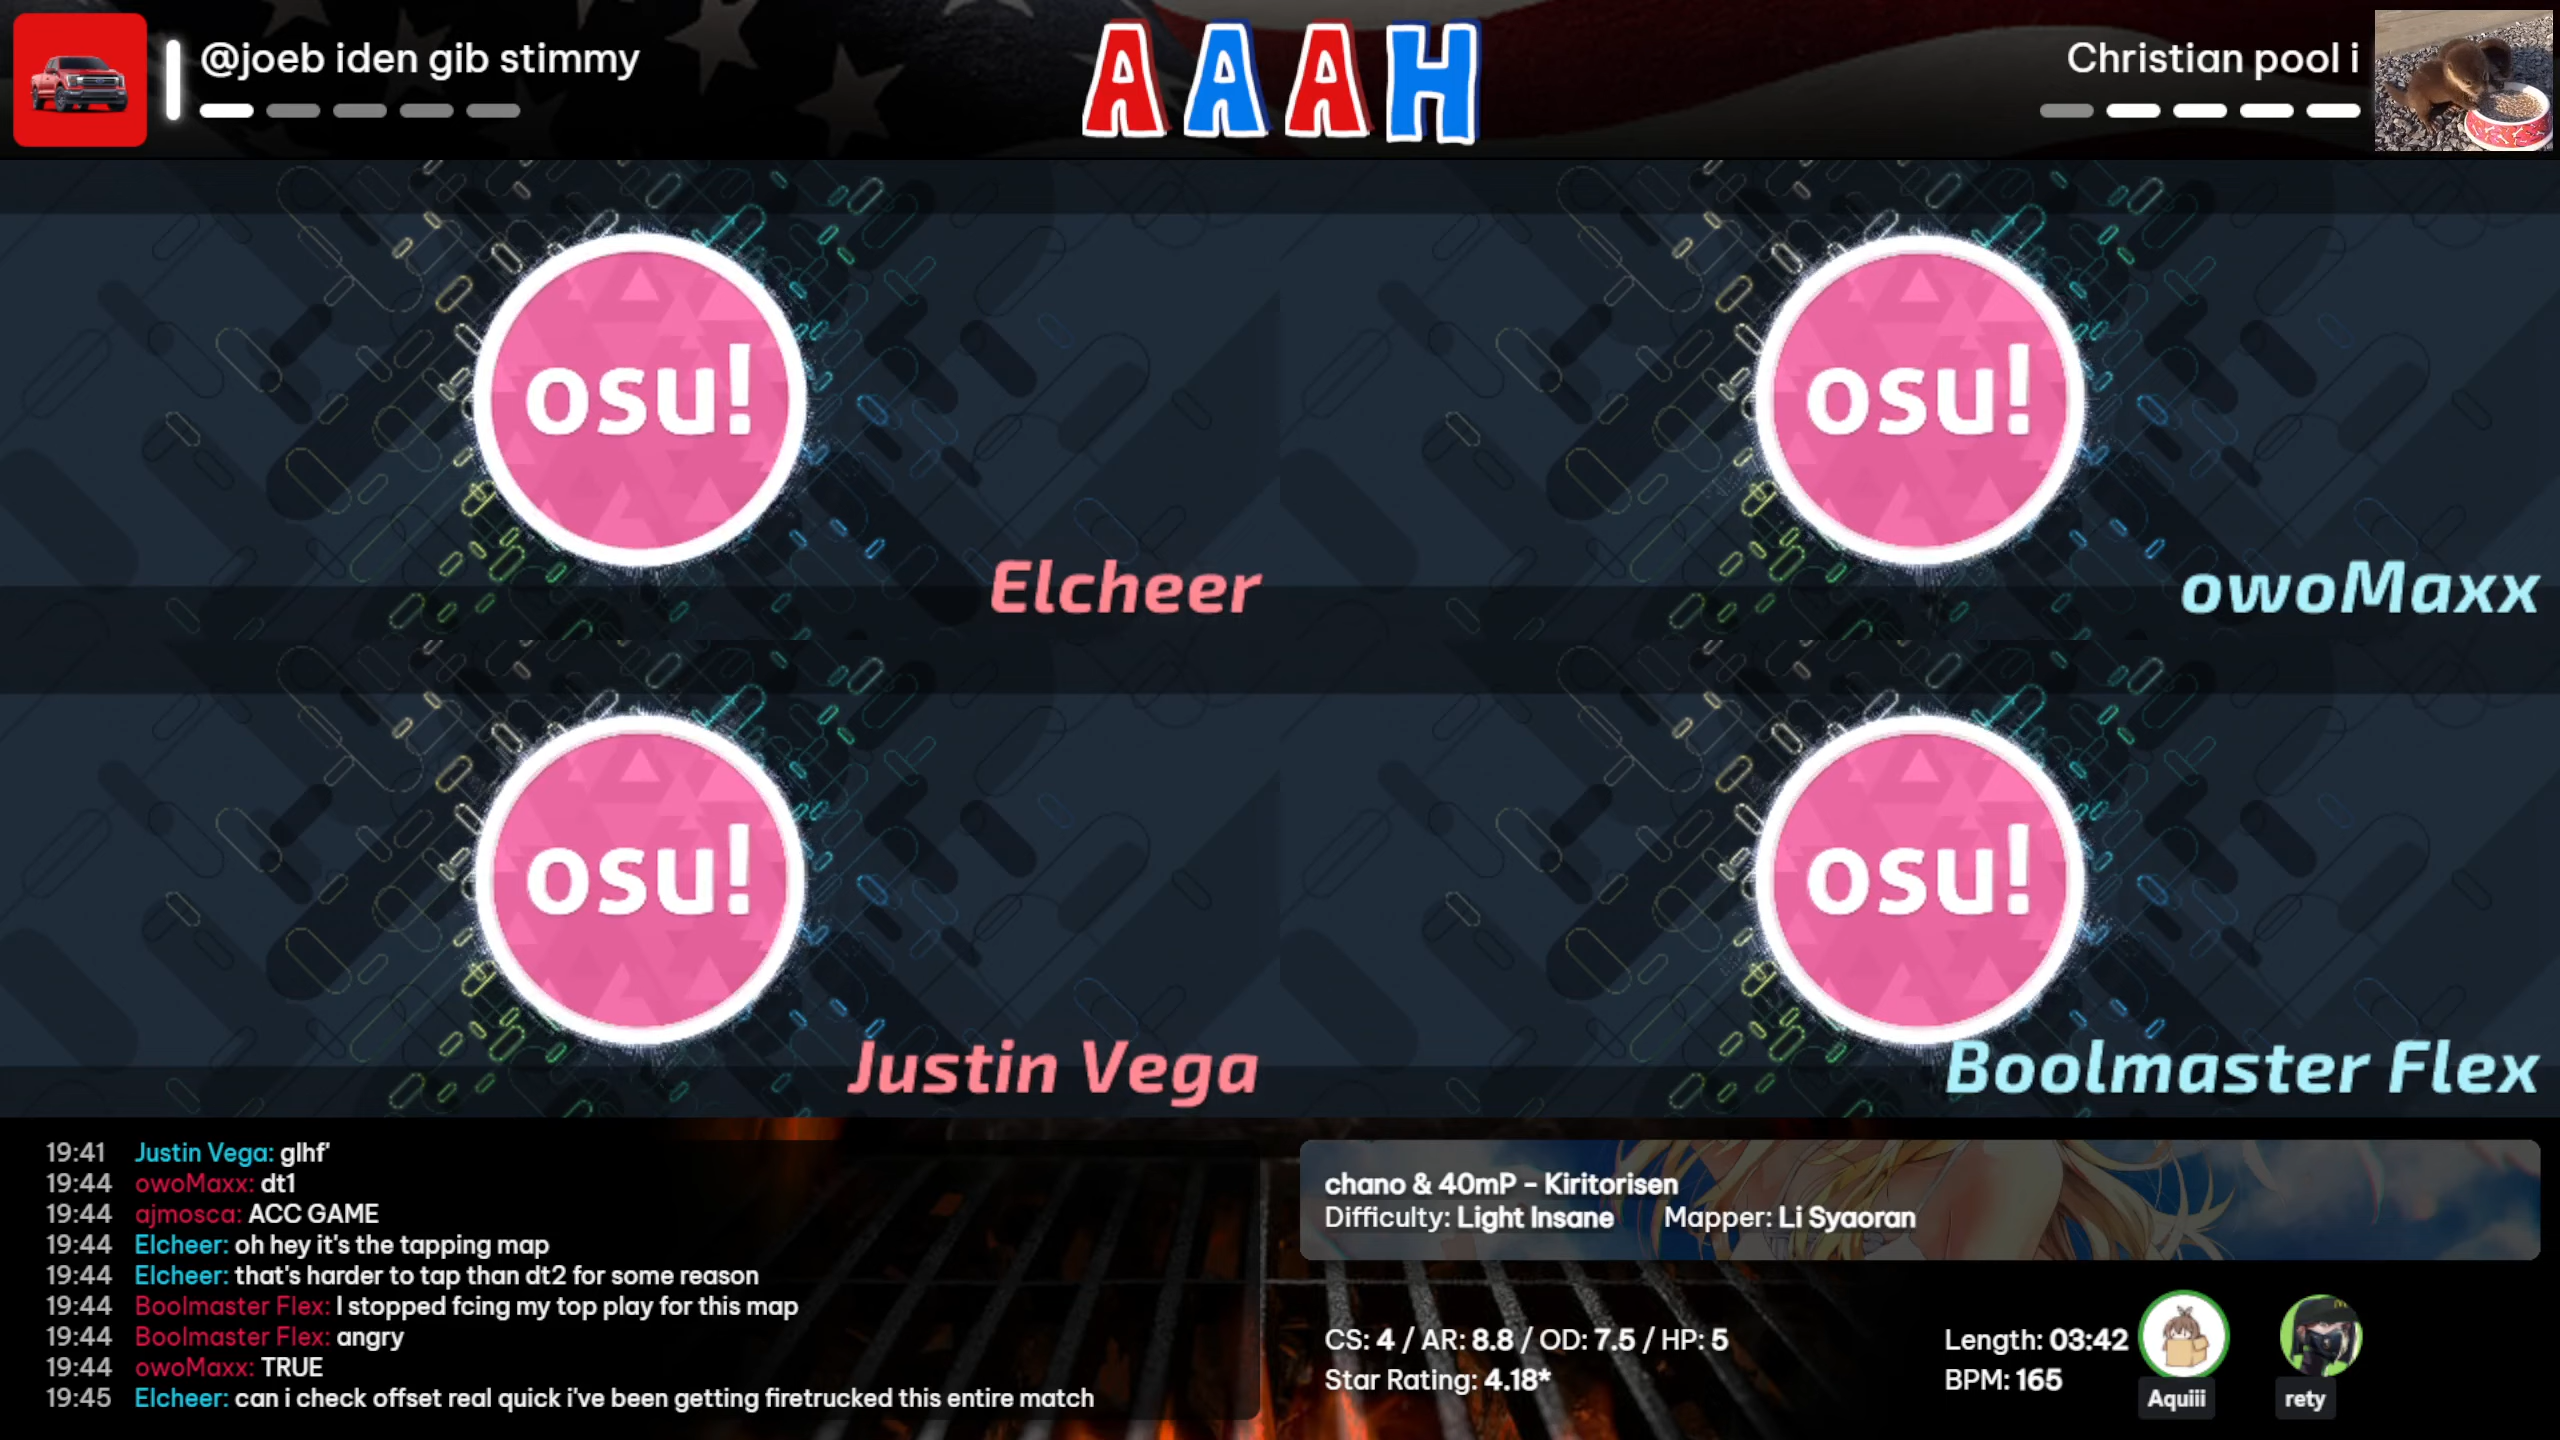 @joeb iden gib stimmy
AAAH
Christian pool i
osu!
Elcheer
osu!
owoMaxx
osu!
Justin Vega
osu!
Boolmaster Flex
19:41 Justin Vega: glhf'
19:44 owoMaxx: dt1
19:44 ajmosca: ACC GAME
19:44 Elcheer: oh hey it's the tapping map
19:44 Elcheer: that's harder to tap than dt2 for some reason
19:44 Boolmaster Flex: I stopped fcing my top play for this map
19:44 Boolmaster Flex: angry
19:44 owoMaxx: TRUE
19:45 Elcheer: can i check offset real quick i've been getting firetrucked this entire match
chano & 40mP - Kiritorisen
Difficulty: Light Insane Mapper: Li Syaoran
CS: 4 / AR: 8.8 / OD: 7.5 / HP: 5
Star Rating: 4.18*
Length: 03:42
BPM: 165
Aquiii
rety